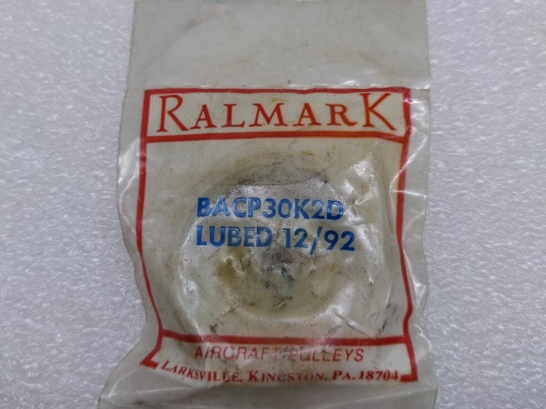 RALMARK
BACP30K2D
LUBED 12/92
AIRCRAFT PULLEYS
LARKSVILLE, KINGSTON, PA. 18704